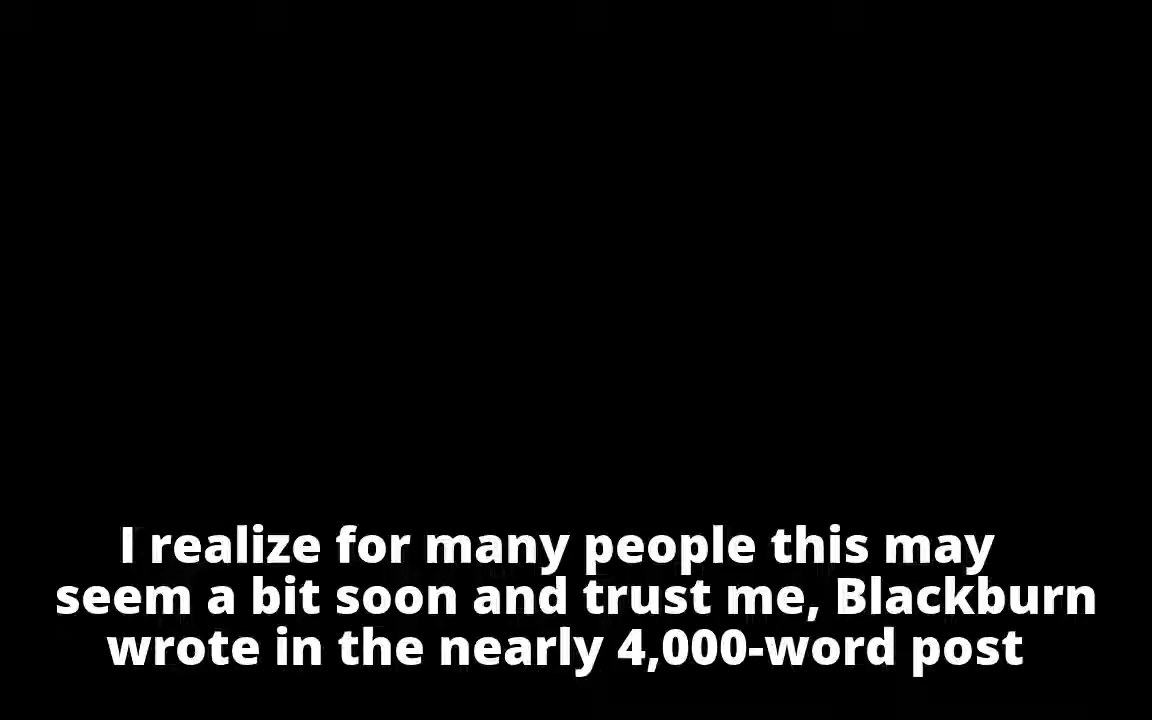 I realize for many people this may
seem a bit soon and trust me, Blackburn
wrote in the nearly 4,000-word post